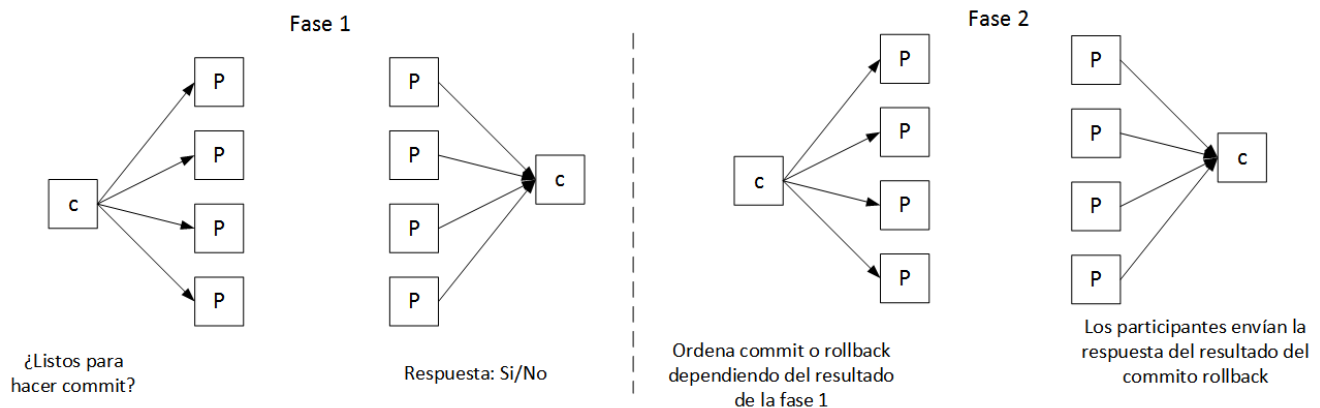 Fase 1
P
P
P
P
c
P
P
P
P
c
¿Listos para
hacer commit?
Respuesta: Si/No
Fase 2
P
P
P
P
c
P
P
P
P
c
Ordena commit o rollback
dependiendo del resultado
de la fase 1
Los participantes envían la
respuesta del resultado del
commito rollback